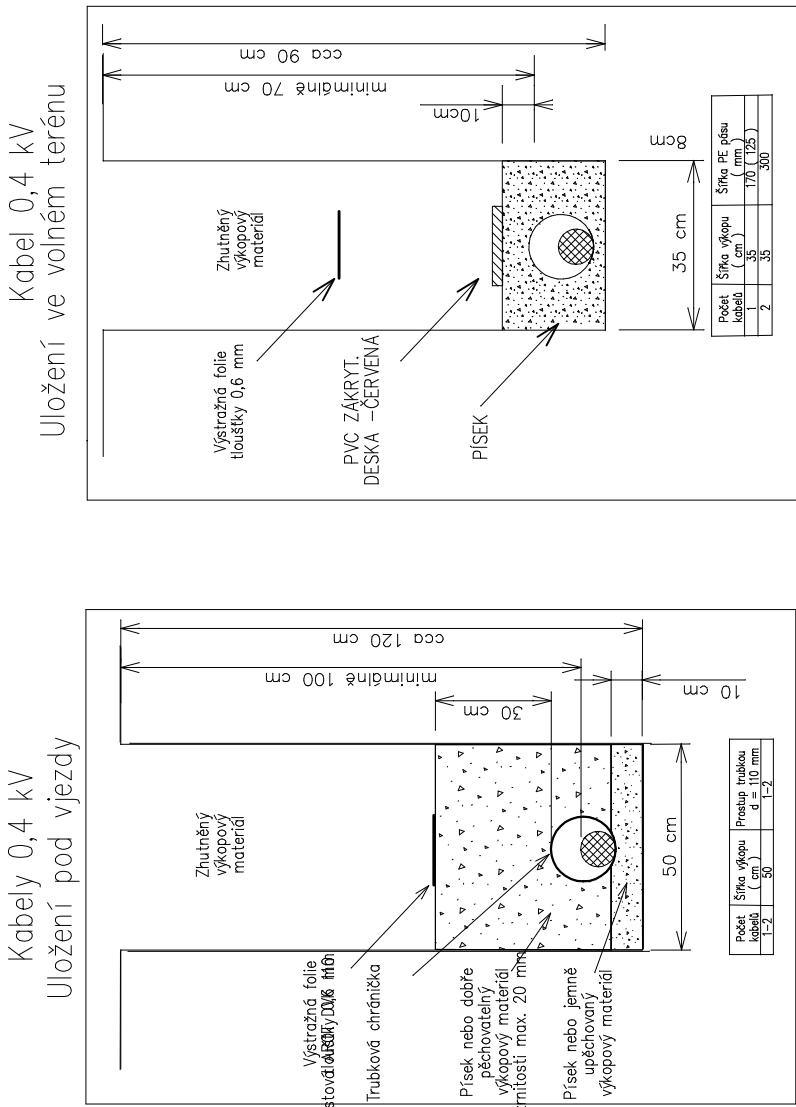 Kabely 0,4 kV
Uložení pod vjezdy
Zhutněný
výkopový
materiál
Výstražná folie
Trubková chránička
Písek nebo dobře
pěchovatelný
výkopový materiál
zrnitosti max. 20 mm
Písek nebo jemně
upěchovaný
výkopový materiál
cca 120 cm
minimálně 100 cm
30 cm
10 cm
50 cm
Počet kabelů Šířka výkopu ( cm ) Prostup trubkou d = 110 mm
1-2 50 1-2
Kabel 0,4 kV
Uložení ve volném terénu
Zhutněný
výkopový
materiál
Výstražná folie
tloušťky 0,6 mm
PVC ZÁKRYT.
DESKA -ČERVENÁ
PÍSEK
cca 90 cm
minimálně 70 cm
10cm
8cm
35 cm
Počet kabelů Šířka výkopu ( cm ) Šířka PE pásu ( mm )
1 35 170 ( 125 )
2 35 300